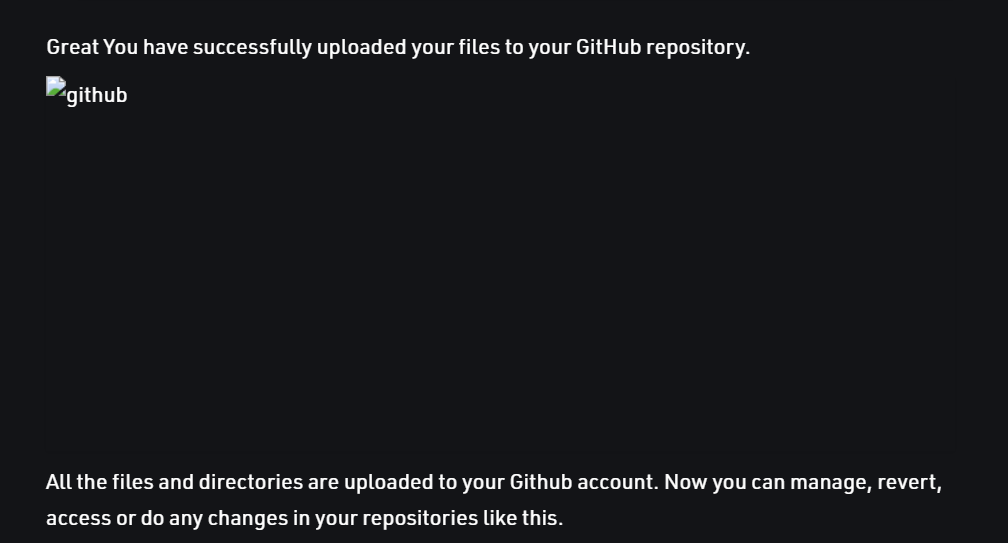 Great You have successfully uploaded your files to your GitHub repository.
github
All the files and directories are uploaded to your Github account. Now you can manage, revert,
access or do any changes in your repositories like this.